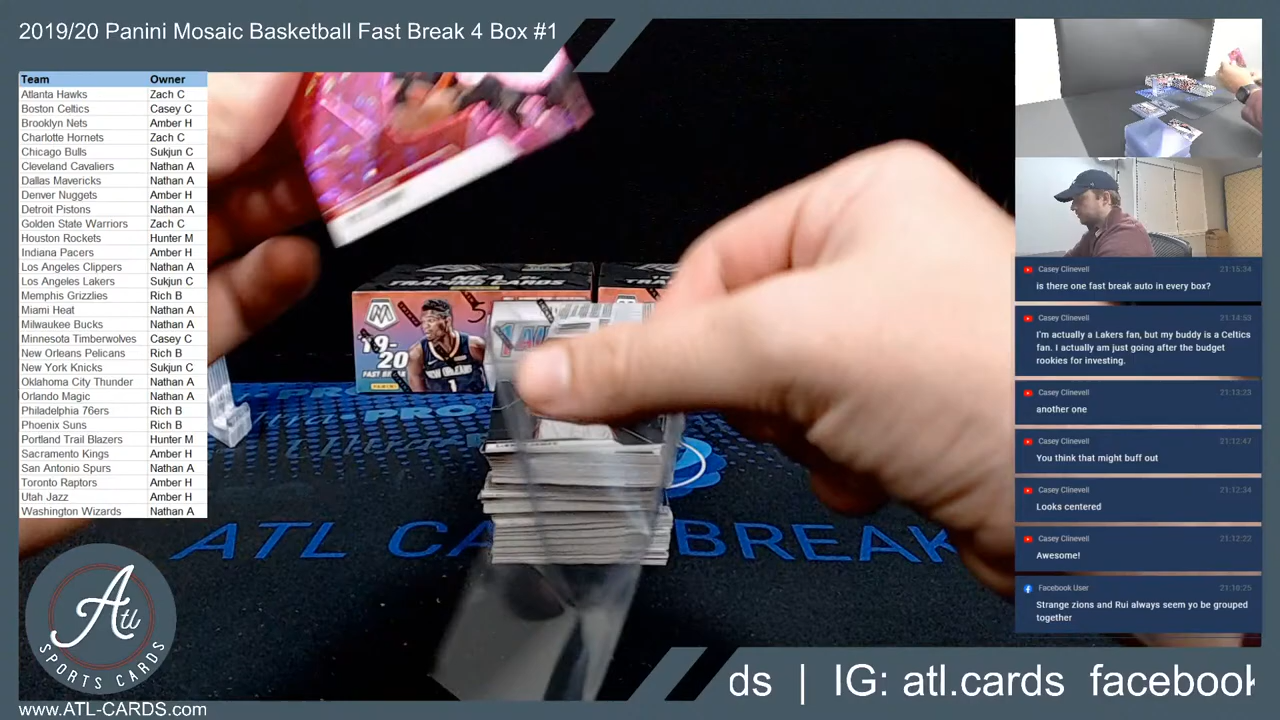 2019/20 Panini Mosaic Basketball Fast Break 4 Box #1
Team Owner
Atlanta Hawks Zach C
Boston Celtics Casey C
Brooklyn Nets Amber H
Charlotte Hornets Zach C
Chicago Bulls Sukjun C
Cleveland Cavaliers Nathan A
Dallas Mavericks Nathan A
Denver Nuggets Amber H
Detroit Pistons Nathan A
Golden State Warriors Zach C
Houston Rockets Hunter M
Indiana Pacers Amber H
Los Angeles Clippers Nathan A
Los Angeles Lakers Sukjun C
Memphis Grizzlies Rich B
Miami Heat Nathan A
Milwaukee Bucks Nathan A
Minnesota Timberwolves Casey C
New Orleans Pelicans Rich B
New York Knicks Sukjun C
Oklahoma City Thunder Nathan A
Orlando Magic Nathan A
Philadelphia 76ers Rich B
Phoenix Suns Rich B
Portland Trail Blazers Hunter M
Sacramento Kings Amber H
San Antonio Spurs Nathan A
Toronto Raptors Amber H
Utah Jazz Amber H
Washington Wizards Nathan A
TRADING CARDS
19-
20
NEW ORLEANS
1
PRO
ATL CA BREAK
Casey Clinevell 21:15:34
is there one fast break auto in every box?
Casey Clinevell 21:14:53
I'm actually a Lakers fan, but my buddy is a Celtics
fan. I actually am just going after the budget
rookies for investing.
Casey Clinevell 21:13:23
another one
Casey Clinevell 21:12:47
You think that might buff out
Casey Clinevell 21:12:34
Looks centered
Casey Clinevell 21:12:22
Awesome!
Facebook User 21:10:25
Strange zions and Rui always seem yo be grouped
together
Atl
SPORTS CARDS
www.ATL-CARDS.com
ds | IG: atl.cards facebook